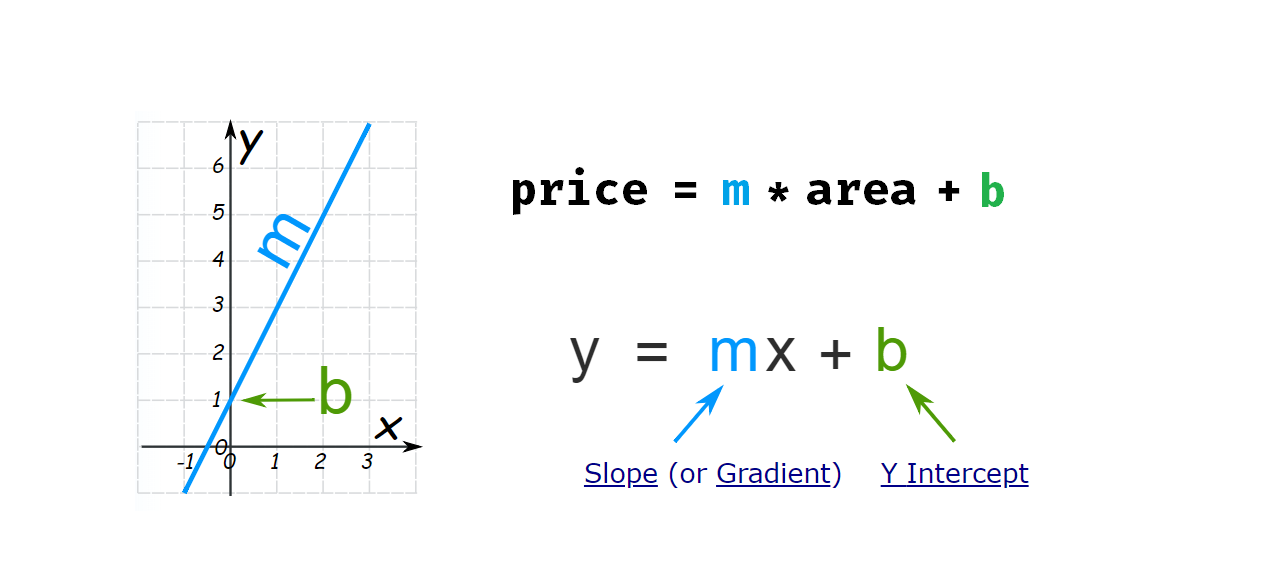 y
6
5
4
3
2
1
0
m
b
x
-1 0 1 2 3
price = m * area + b
y = mx + b
Slope (or Gradient) Y Intercept